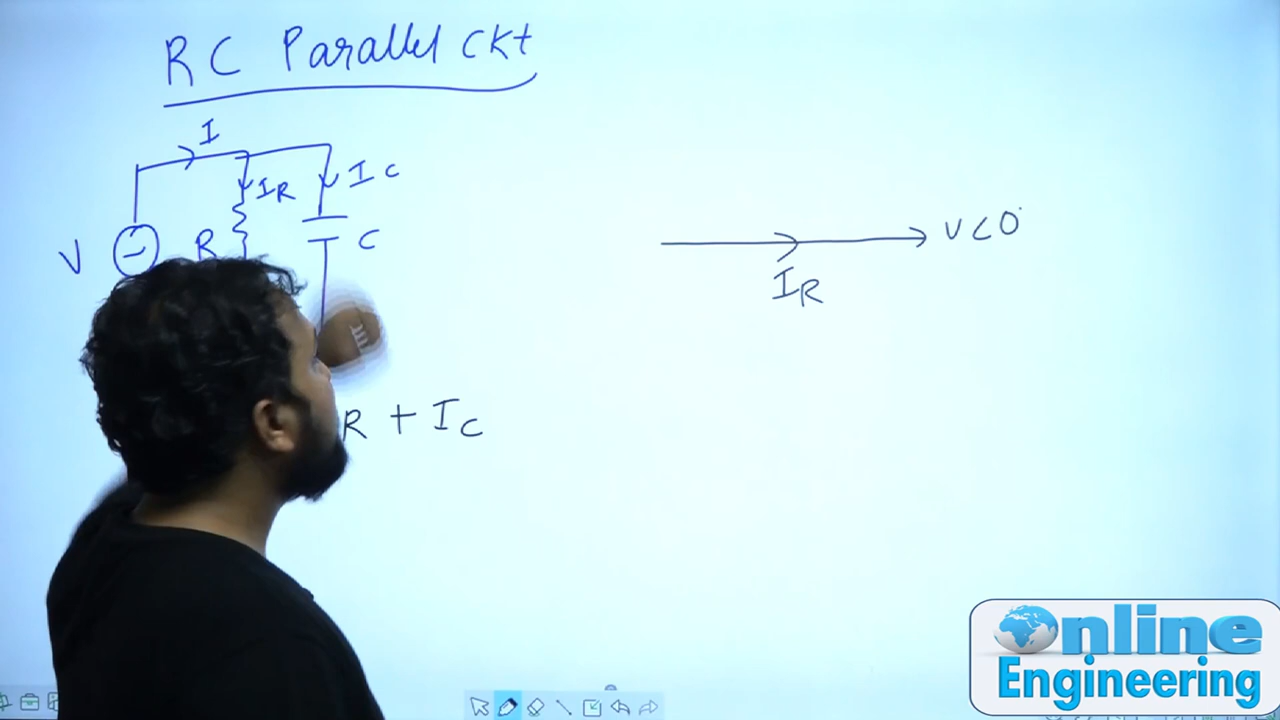 RC Parallel Ckt
I
IR
IC
V
R
C
V<0°
IR
R + IC
Online
Engineering